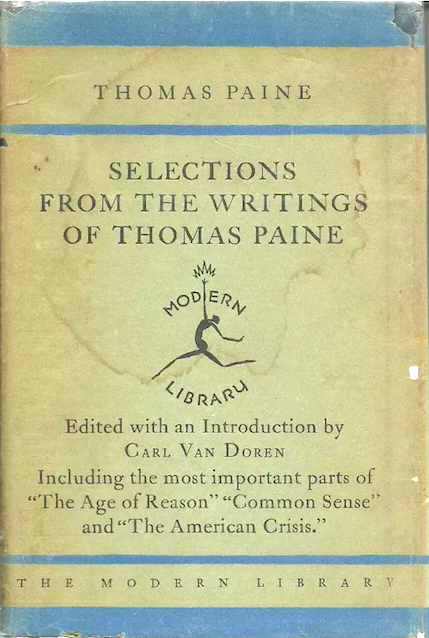 THOMAS PAINE
SELECTIONS
FROM THE WRITINGS
OF THOMAS PAINE
MODERN
LIBRARY
Edited with an Introduction by
CARL VAN DOREN
Including the most important parts of
“The Age of Reason” “Common Sense”
and “The American Crisis.”
THE MODERN LIBRARY